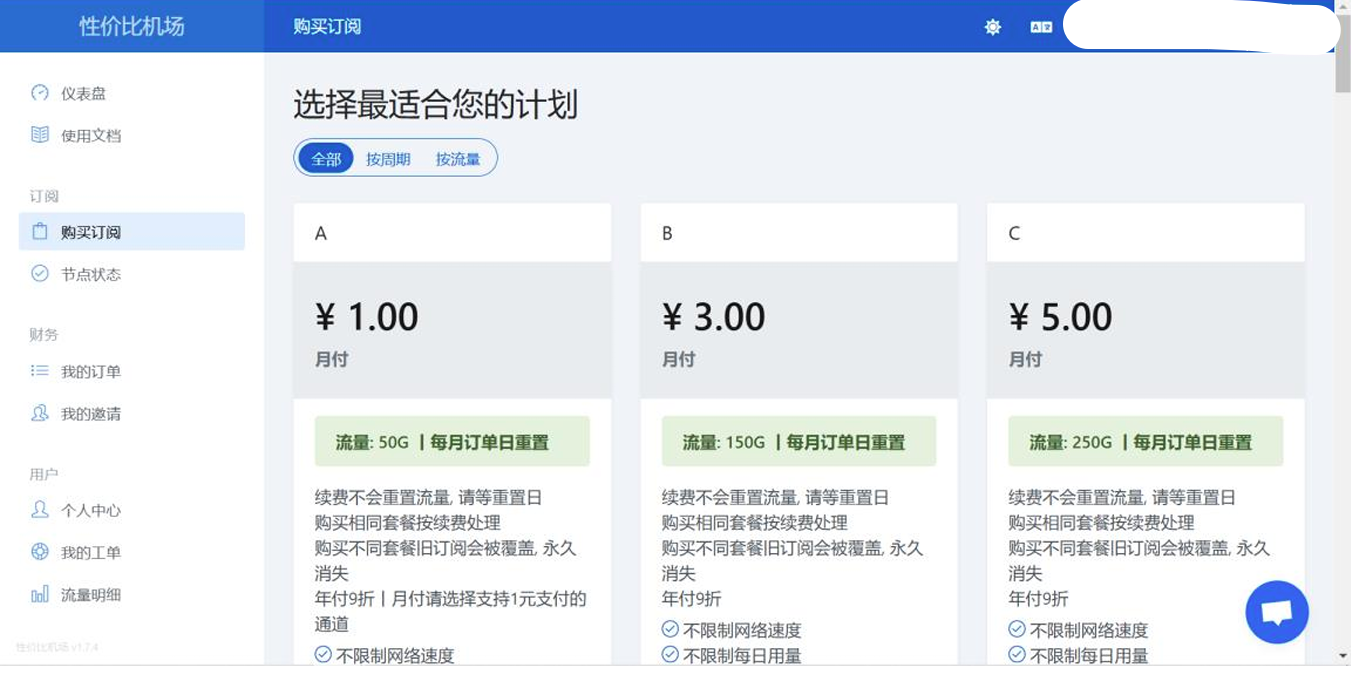 性价比机场
购买订阅
仪表盘
使用文档
订阅
购买订阅
节点状态
财务
我的订单
我的邀请
用户
个人中心
我的工单
流量明细
性价比机场 v1.7.4
选择最适合您的计划
全部 按周期 按流量
A
¥ 1.00
月付
流量: 50G 丨每月订单日重置
续费不会重置流量, 请等重置日
购买相同套餐按续费处理
购买不同套餐旧订阅会被覆盖, 永久
消失
年付9折丨月付请选择支持1元支付的
通道
不限制网络速度
B
¥ 3.00
月付
流量: 150G 丨每月订单日重置
续费不会重置流量, 请等重置日
购买相同套餐按续费处理
购买不同套餐旧订阅会被覆盖, 永久
消失
年付9折
不限制网络速度
不限制每日用量
C
¥ 5.00
月付
流量: 250G 丨每月订单日重置
续费不会重置流量, 请等重置日
购买相同套餐按续费处理
购买不同套餐旧订阅会被覆盖, 永久
消失
年付9折
不限制网络速度
不限制每日用量